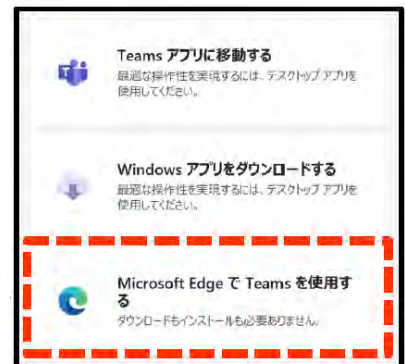 Teams アプリに移動する
最適な操作性を実現するには、デスクトップ アプリを
使用してください。
Windows アプリをダウンロードする
最適な操作性を実現するには、デスクトップ アプリを
使用してください。
Microsoft Edge で Teams を使用す
る
ダウンロードもインストールも必要ありません。